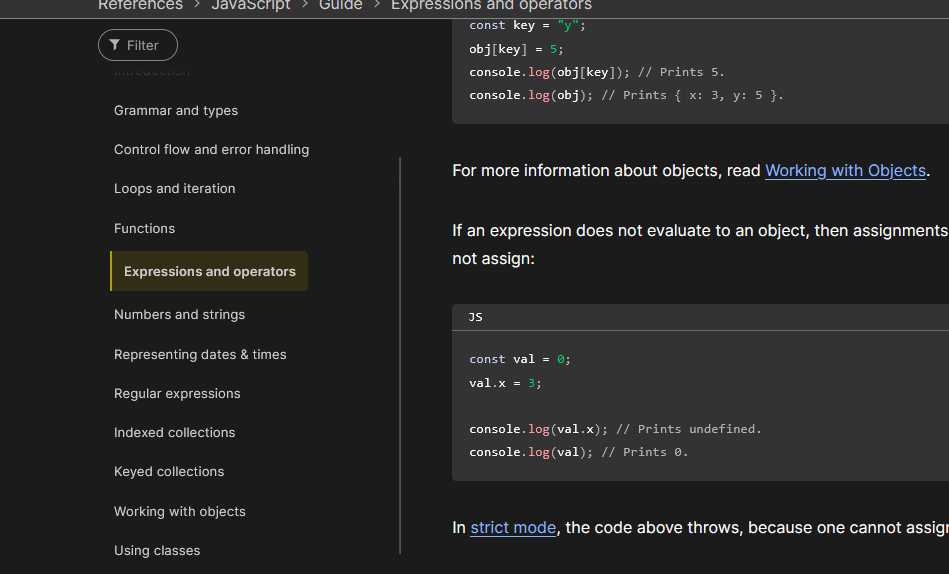 References > JavaScript > Guide > Expressions and operators
Filter
Introduction
Grammar and types
Control flow and error handling
Loops and iteration
Functions
Expressions and operators
Numbers and strings
Representing dates & times
Regular expressions
Indexed collections
Keyed collections
Working with objects
Using classes
const key = "y";
obj[key] = 5;
console.log(obj[key]); // Prints 5.
console.log(obj); // Prints { x: 3, y: 5 }.
For more information about objects, read Working with Objects.
If an expression does not evaluate to an object, then assignments
not assign:
JS
const val = 0;
val.x = 3;
console.log(val.x); // Prints undefined.
console.log(val); // Prints 0.
In strict mode, the code above throws, because one cannot assign